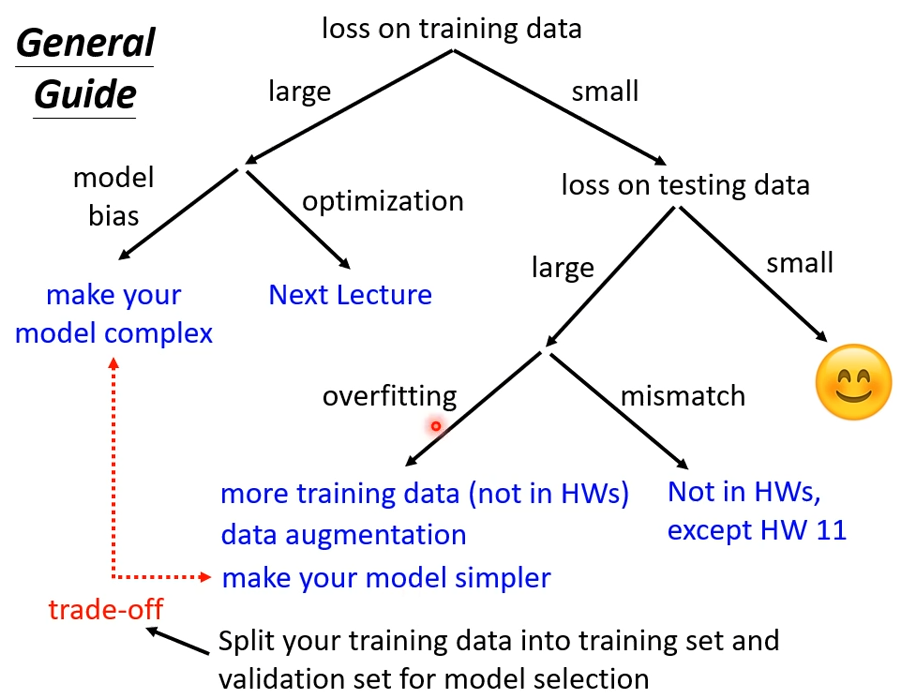 General
Guide
loss on training data
large
small
model
bias
optimization
loss on testing data
make your
model complex
Next Lecture
large
small
overfitting
mismatch
more training data (not in HWs)
data augmentation
make your model simpler
Not in HWs,
except HW 11
trade-off
Split your training data into training set and
validation set for model selection